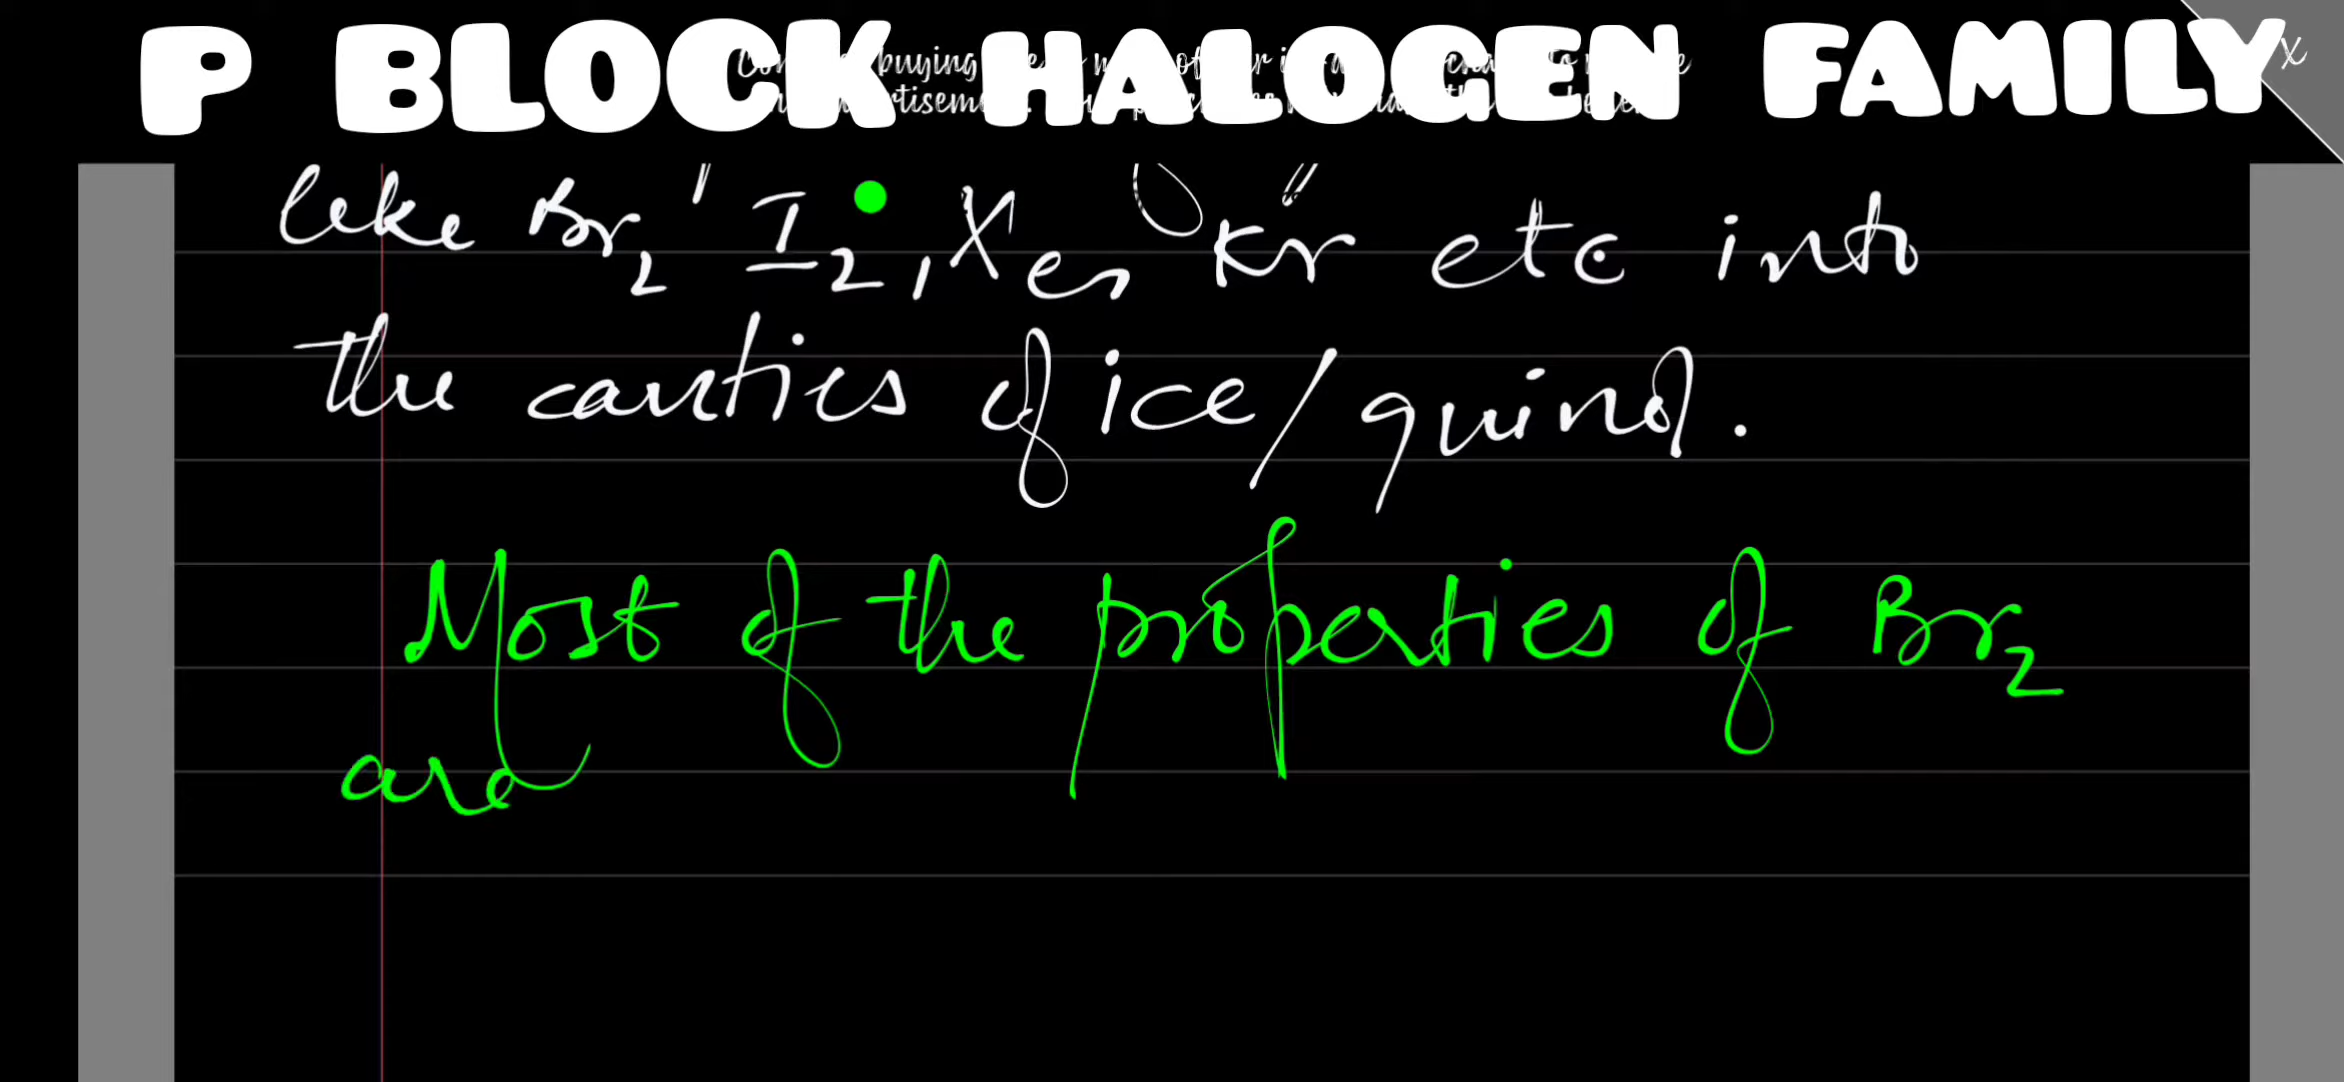 P BLOCK HALOGEN FAMILY
buying
like Br2, I2, Xe, Kr etc into
the cavities of ice/quinol.
Most of the properties of Br2
are